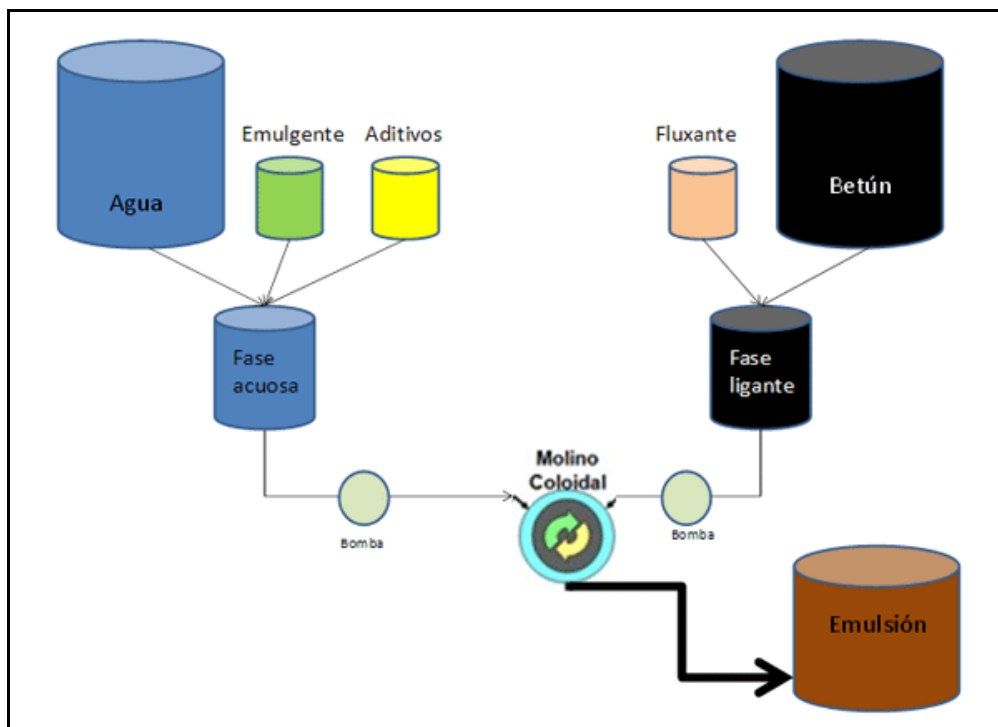 Emulgente
Aditivos
Fluxante
Agua
Betún
Fase
acuosa
Fase
ligante
Molino
Coloidal
Bomba
Bomba
Emulsión